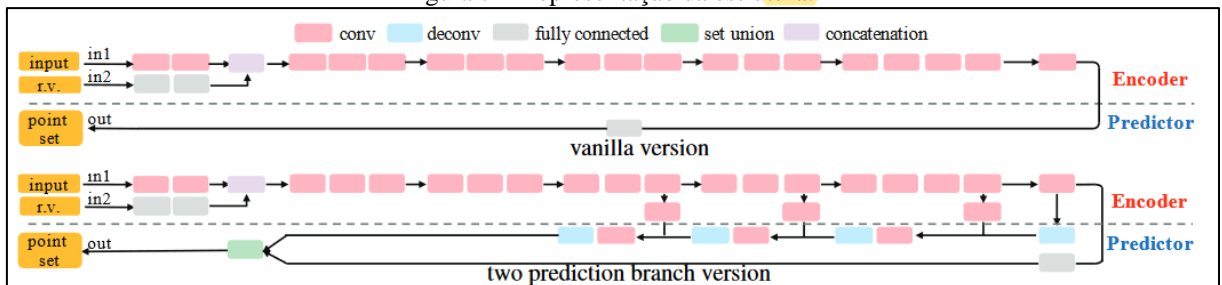 conv deconv fully connected set union concatenation
input in1
r.v. in2
Encoder
Predictor
point set out
vanilla version
input in1
r.v. in2
Encoder
Predictor
point set out
two prediction branch version